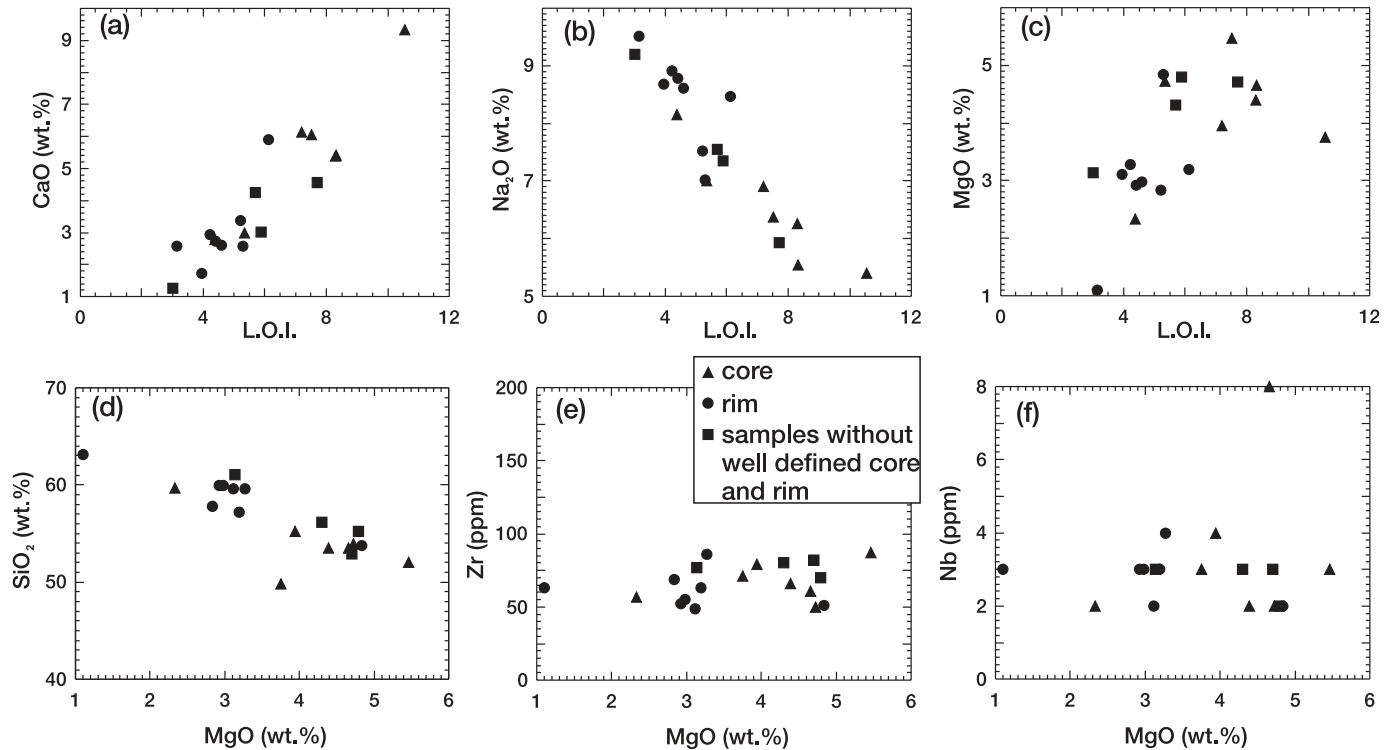 (a)
CaO (wt.%)
9
7
5
3
1
0 4 8 12
L.O.I.
(b)
Na₂O (wt.%)
9
7
5
0 4 8 12
L.O.I.
(c)
MgO (wt.%)
5
3
1
0 4 8 12
L.O.I.
(d)
SiO₂ (wt.%)
70
60
50
40
1 2 3 4 5 6
MgO (wt.%)
(e)
Zr (ppm)
200
150
100
50
0
1 2 3 4 5 6
MgO (wt.%)
core
rim
samples without
well defined core
and rim
(f)
Nb (ppm)
8
6
4
2
0
1 2 3 4 5 6
MgO (wt.%)